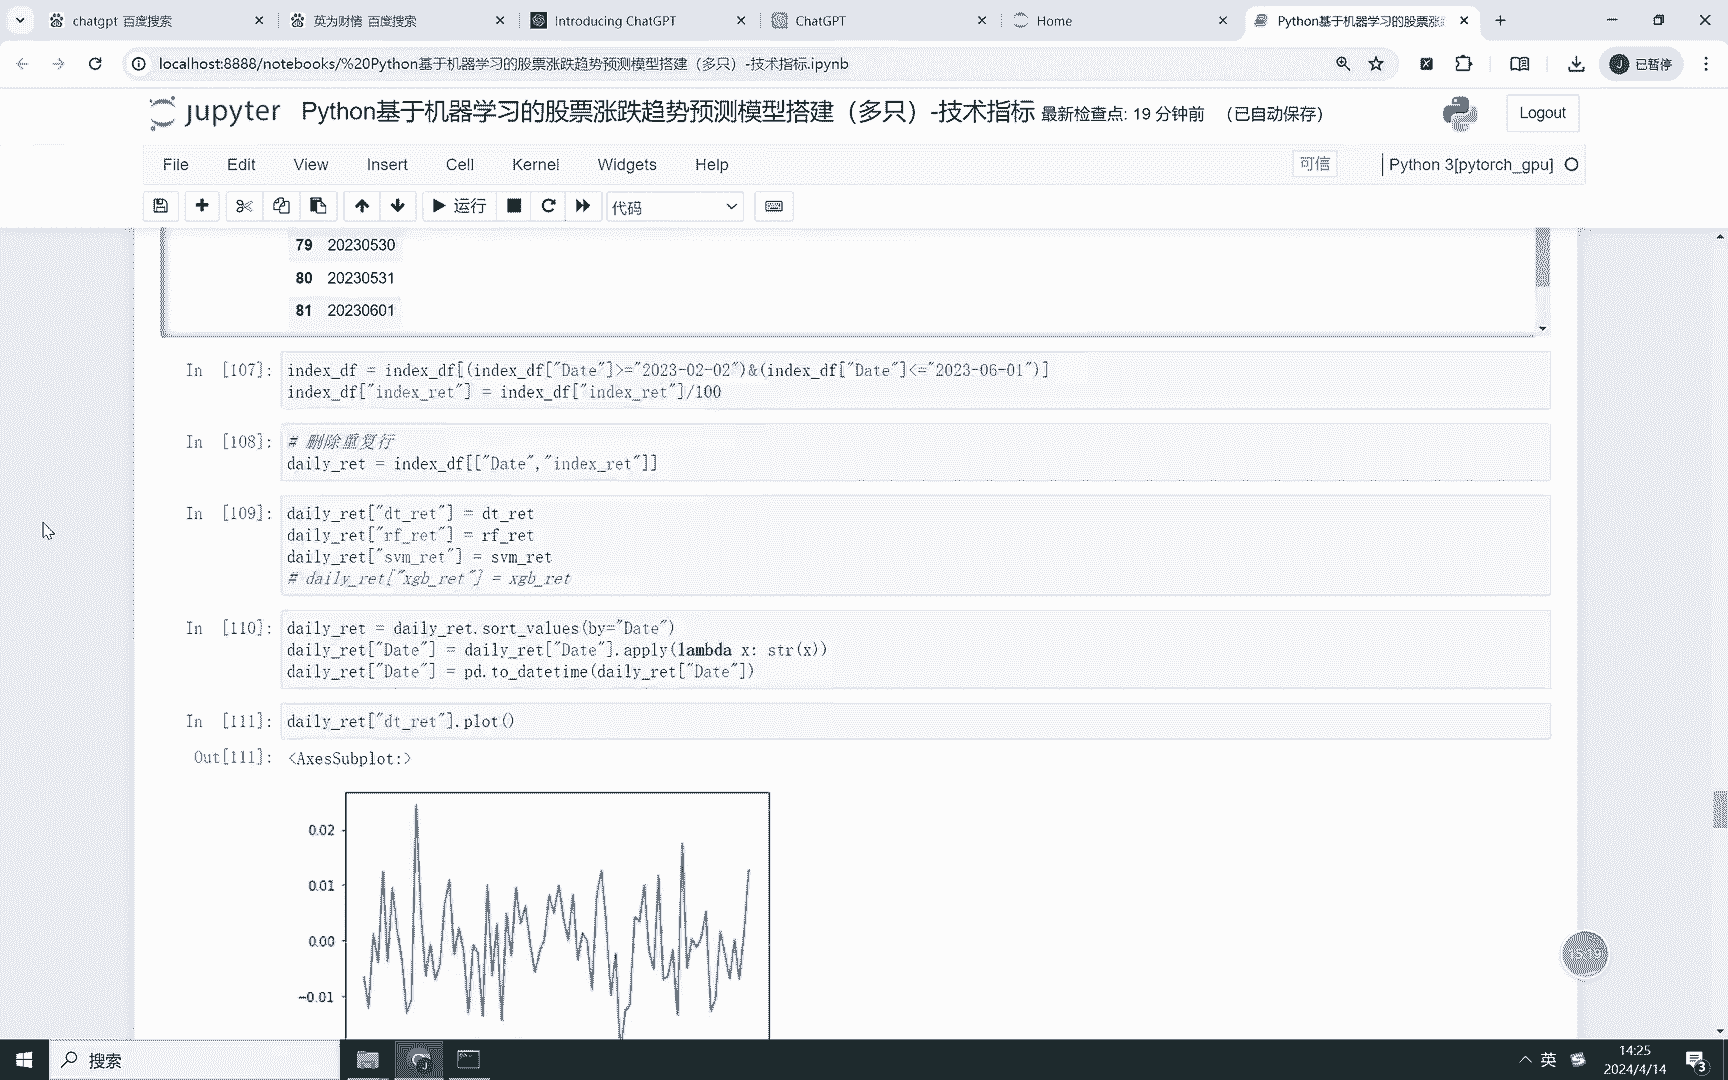 chatgpt 百度搜索
英为财情 百度搜索
Introducing ChatGPT
ChatGPT
Home
Python基于机器学习的股票涨
localhost:8888/notebooks/%20Python基于机器学习的股票涨跌趋势预测模型搭建（多只）-技术指标.ipynb
J 已暂停
jupyter Python基于机器学习的股票涨跌趋势预测模型搭建（多只）-技术指标 最新检查点: 19 分钟前 （已自动保存）
Logout
File Edit View Insert Cell Kernel Widgets Help
可信
Python 3[pytorch_gpu]
运行
代码
79 20230530
80 20230531
81 20230601
In [107]: index_df = index_df[(index_df["Date"]>="2023-02-02")&(index_df["Date"]<="2023-06-01")]
index_df["index_ret"] = index_df["index_ret"]/100
In [108]: # 删除重复行
daily_ret = index_df[["Date","index_ret"]]
In [109]: daily_ret["dt_ret"] = dt_ret
daily_ret["rf_ret"] = rf_ret
daily_ret["svm_ret"] = svm_ret
# daily_ret["xgb_ret"] = xgb_ret
In [110]: daily_ret = daily_ret.sort_values(by="Date")
daily_ret["Date"] = daily_ret["Date"].apply(lambda x: str(x))
daily_ret["Date"] = pd.to_datetime(daily_ret["Date"])
In [111]: daily_ret["dt_ret"].plot()
Out[111]: <AxesSubplot:>
0.02
0.01
0.00
−0.01
搜索
英
14:25
2024/4/14
3